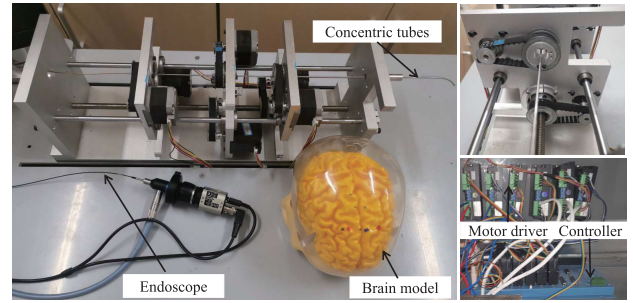 Concentric tubes
Endoscope
Brain model
Motor driver
Controller